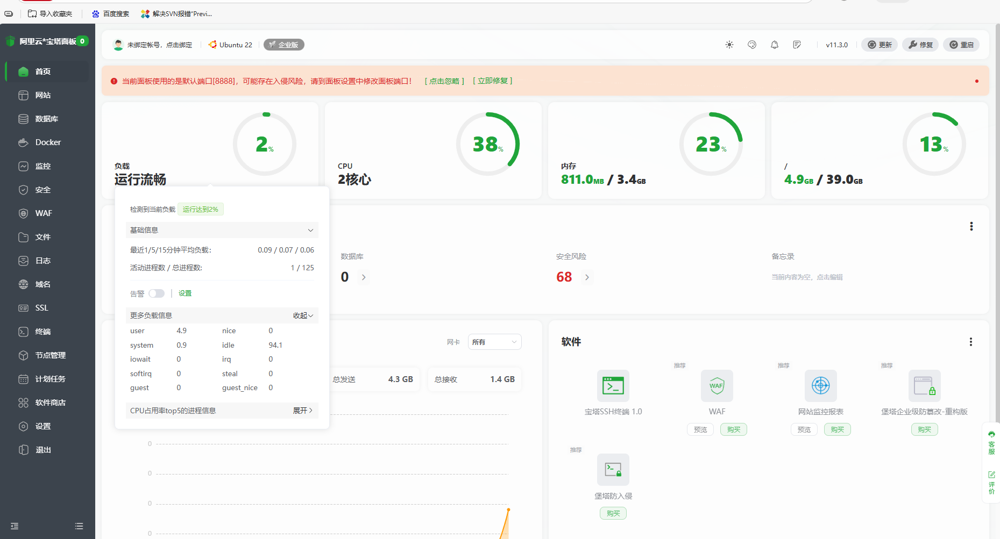 导入收藏夹
百度搜索
解决SVN报错“Previ...
阿里云*宝塔面板
0
未绑定帐号，点击绑定
Ubuntu 22
企业版
v11.3.0
更新
修复
重启
首页
网站
数据库
Docker
监控
安全
WAF
文件
日志
域名
SSL
终端
节点管理
计划任务
软件商店
设置
退出
当前面板使用的是默认端口[8888]，可能存在入侵风险，请到面板设置中修改面板端口！
[ 点击忽略 ]
[ 立即修复 ]
2%
负载
运行流畅
38%
CPU
2核心
23%
内存
811.0MB / 3.4GB
13%
/
4.9GB / 39.0GB
检测到当前负载
运行达到2%
基础信息
最近1/5/15分钟平均负载：
0.09 / 0.07 / 0.06
活动进程数 / 总进程数:
1 / 125
告警
设置
更多负载信息
收起
user 4.9 nice 0
system 0.9 idle 94.1
iowait 0 irq 0
softirq 0 steal 0
guest 0 guest_nice 0
CPU占用率top5的进程信息
展开
数据库
0
安全风险
68
备忘录
当前内容为空，点击编辑
网卡
所有
总发送
4.3 GB
总接收
1.4 GB
0
0
0
0
软件
宝塔SSH终端 1.0
推荐
WAF
WAF
预览
购买
推荐
网站监控报表
预览
购买
推荐
堡塔企业级防篡改-重构版
购买
推荐
堡塔防入侵
购买
客服
评价